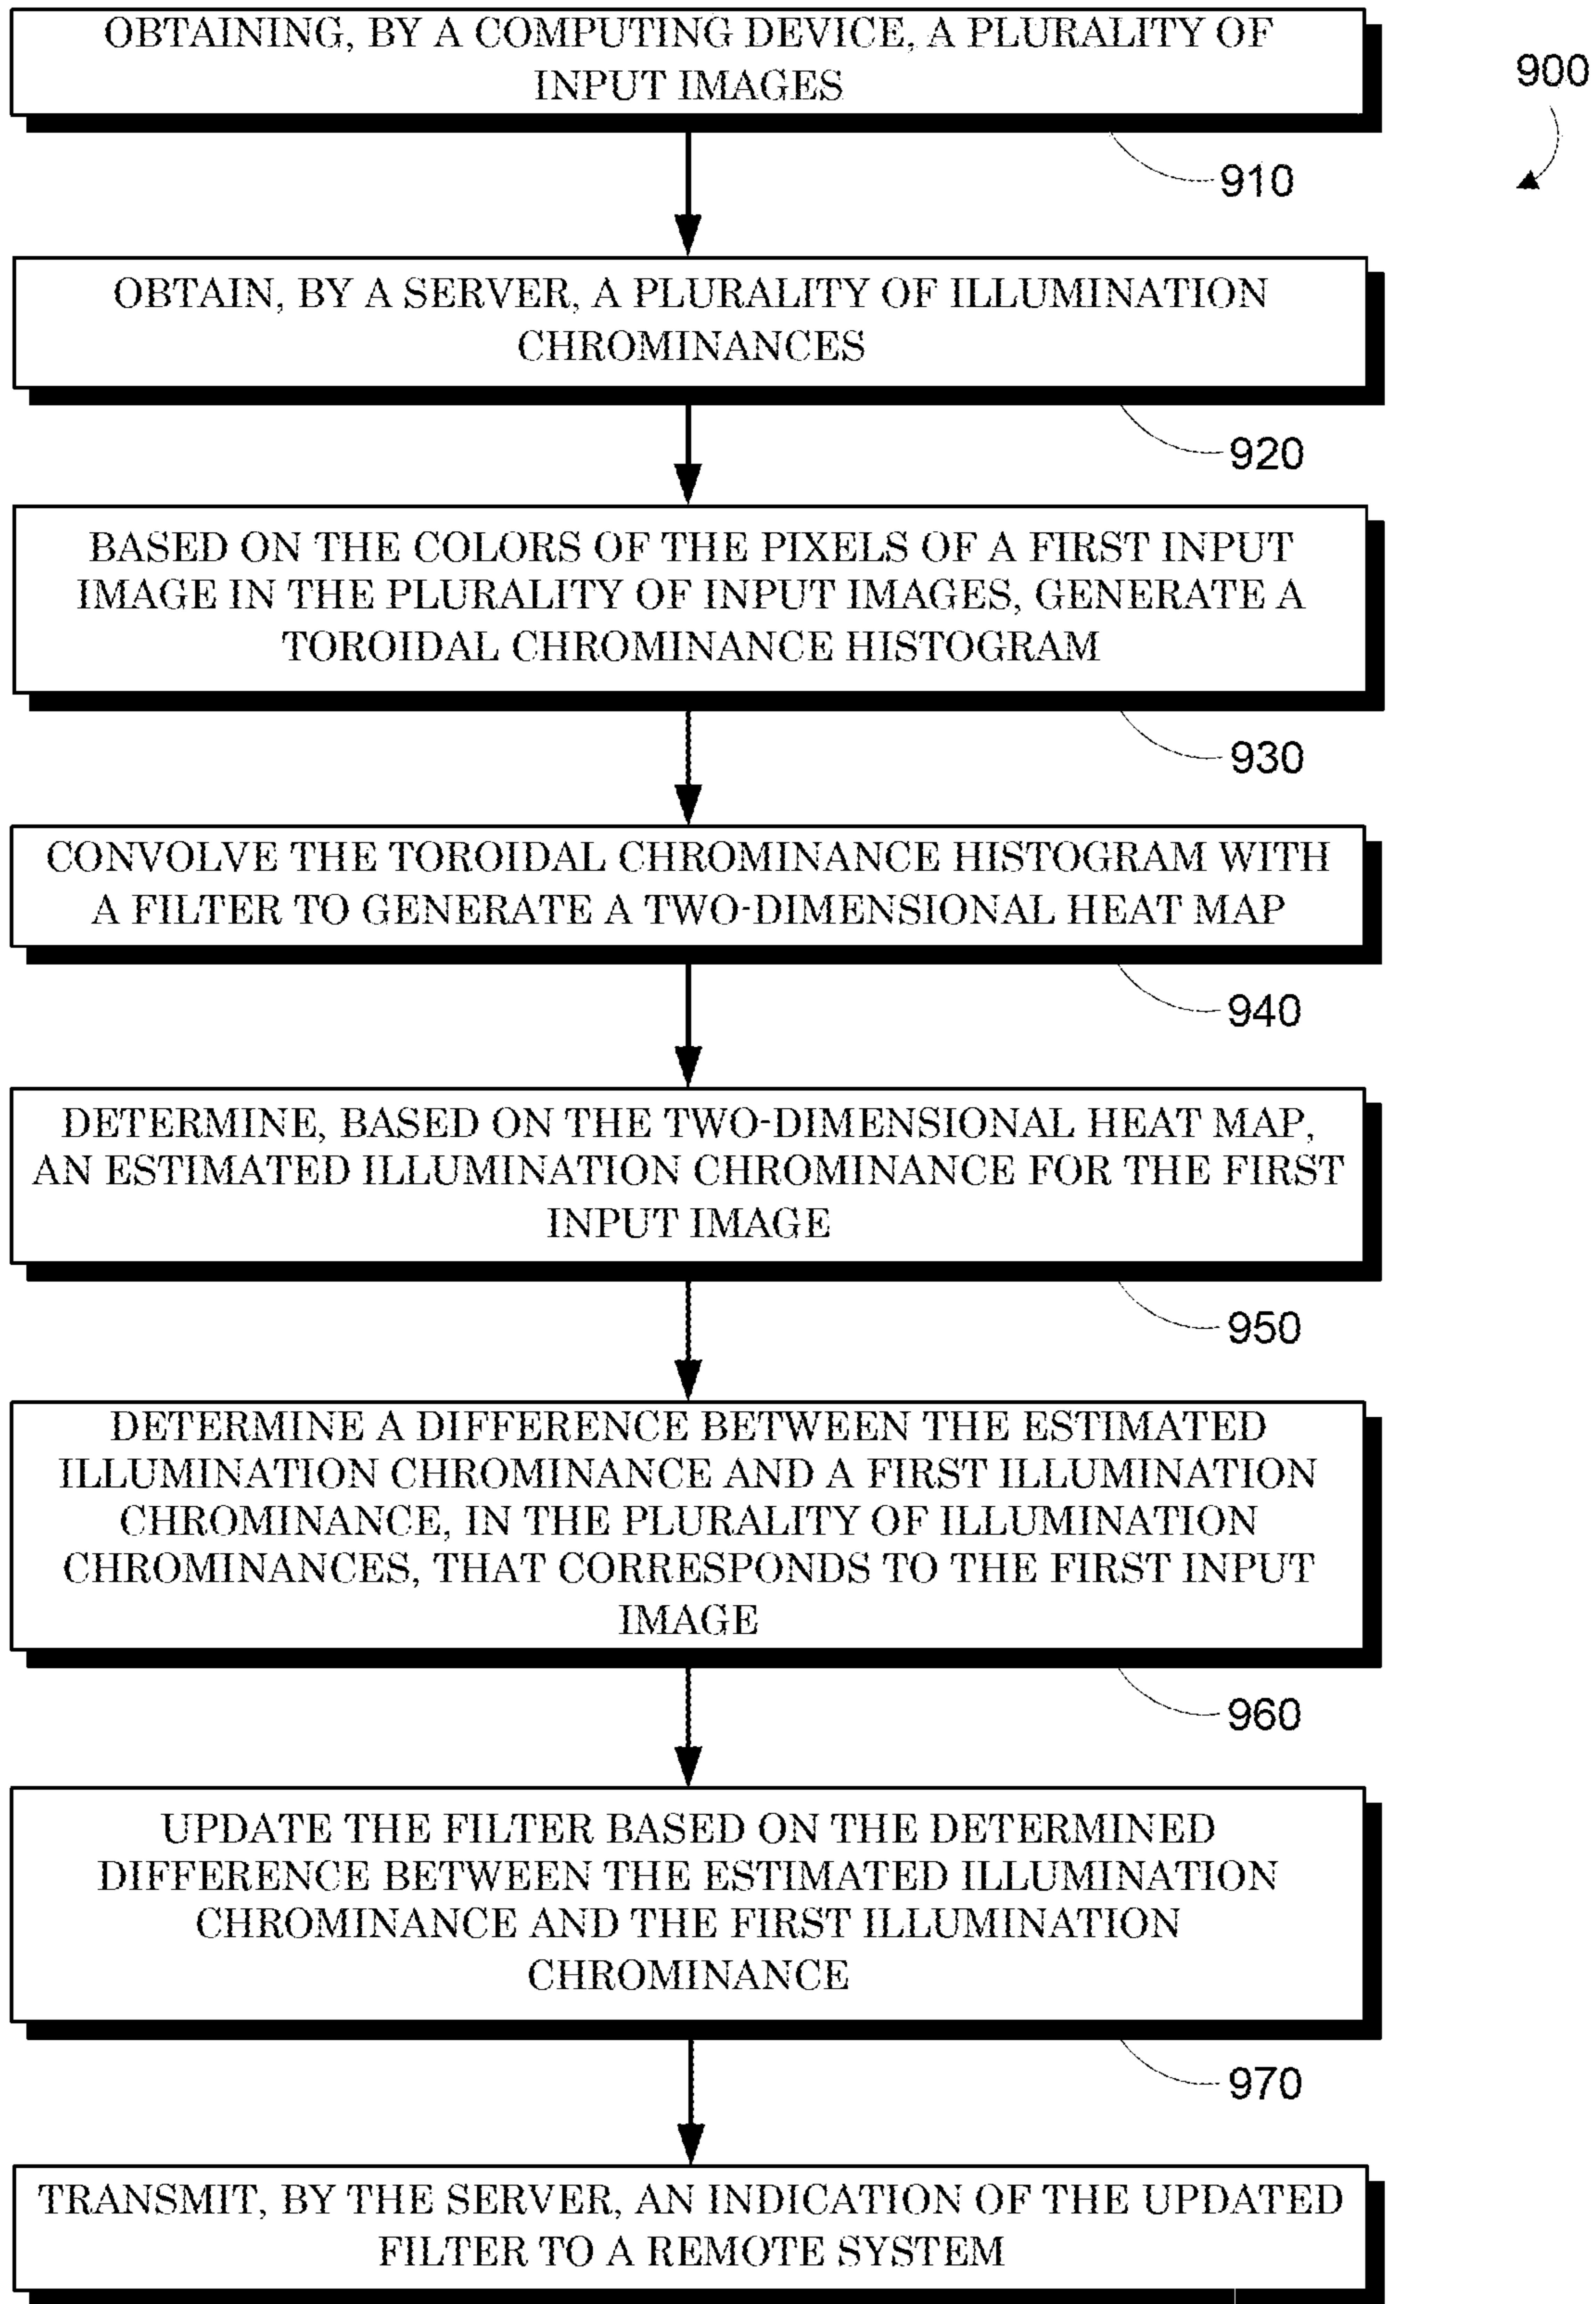 OBTAINING, BY A COMPUTING DEVICE, A PLURALITY OF
INPUT IMAGES
900
910
OBTAIN, BY A SERVER, A PLURALITY OF ILLUMINATION
CHROMINANCES
920
BASED ON THE COLORS OF THE PIXELS OF A FIRST INPUT
IMAGE IN THE PLURALITY OF INPUT IMAGES, GENERATE A
TOROIDAL CHROMINANCE HISTOGRAM
930
CONVOLVE THE TOROIDAL CHROMINANCE HISTOGRAM WITH
A FILTER TO GENERATE A TWO-DIMENSIONAL HEAT MAP
940
DETERMINE, BASED ON THE TWO-DIMENSIONAL HEAT MAP,
AN ESTIMATED ILLUMINATION CHROMINANCE FOR THE FIRST
INPUT IMAGE
950
DETERMINE A DIFFERENCE BETWEEN THE ESTIMATED
ILLUMINATION CHROMINANCE AND A FIRST ILLUMINATION
CHROMINANCE, IN THE PLURALITY OF ILLUMINATION
CHROMINANCES, THAT CORRESPONDS TO THE FIRST INPUT
IMAGE
960
UPDATE THE FILTER BASED ON THE DETERMINED
DIFFERENCE BETWEEN THE ESTIMATED ILLUMINATION
CHROMINANCE AND THE FIRST ILLUMINATION
CHROMINANCE
970
TRANSMIT, BY THE SERVER, AN INDICATION OF THE UPDATED
FILTER TO A REMOTE SYSTEM